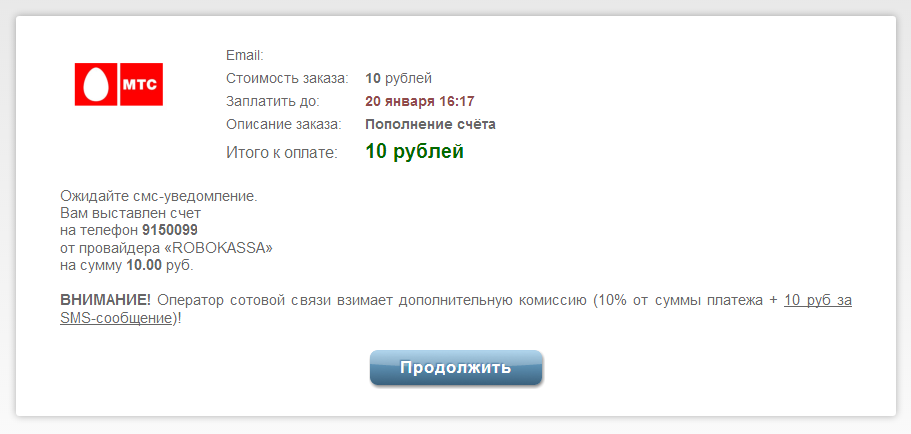 МТС
Email:
Стоимость заказа: 10 рублей
Заплатить до: 20 января 16:17
Описание заказа: Пополнение счёта
Итого к оплате: 10 рублей
Ожидайте смс-уведомление.
Вам выставлен счет
на телефон 9150099
от провайдера «ROBOKASSA»
на сумму 10.00 руб.
ВНИМАНИЕ! Оператор сотовой связи взимает дополнительную комиссию (10% от суммы платежа + 10 руб за
SMS-сообщение)!
Продолжить